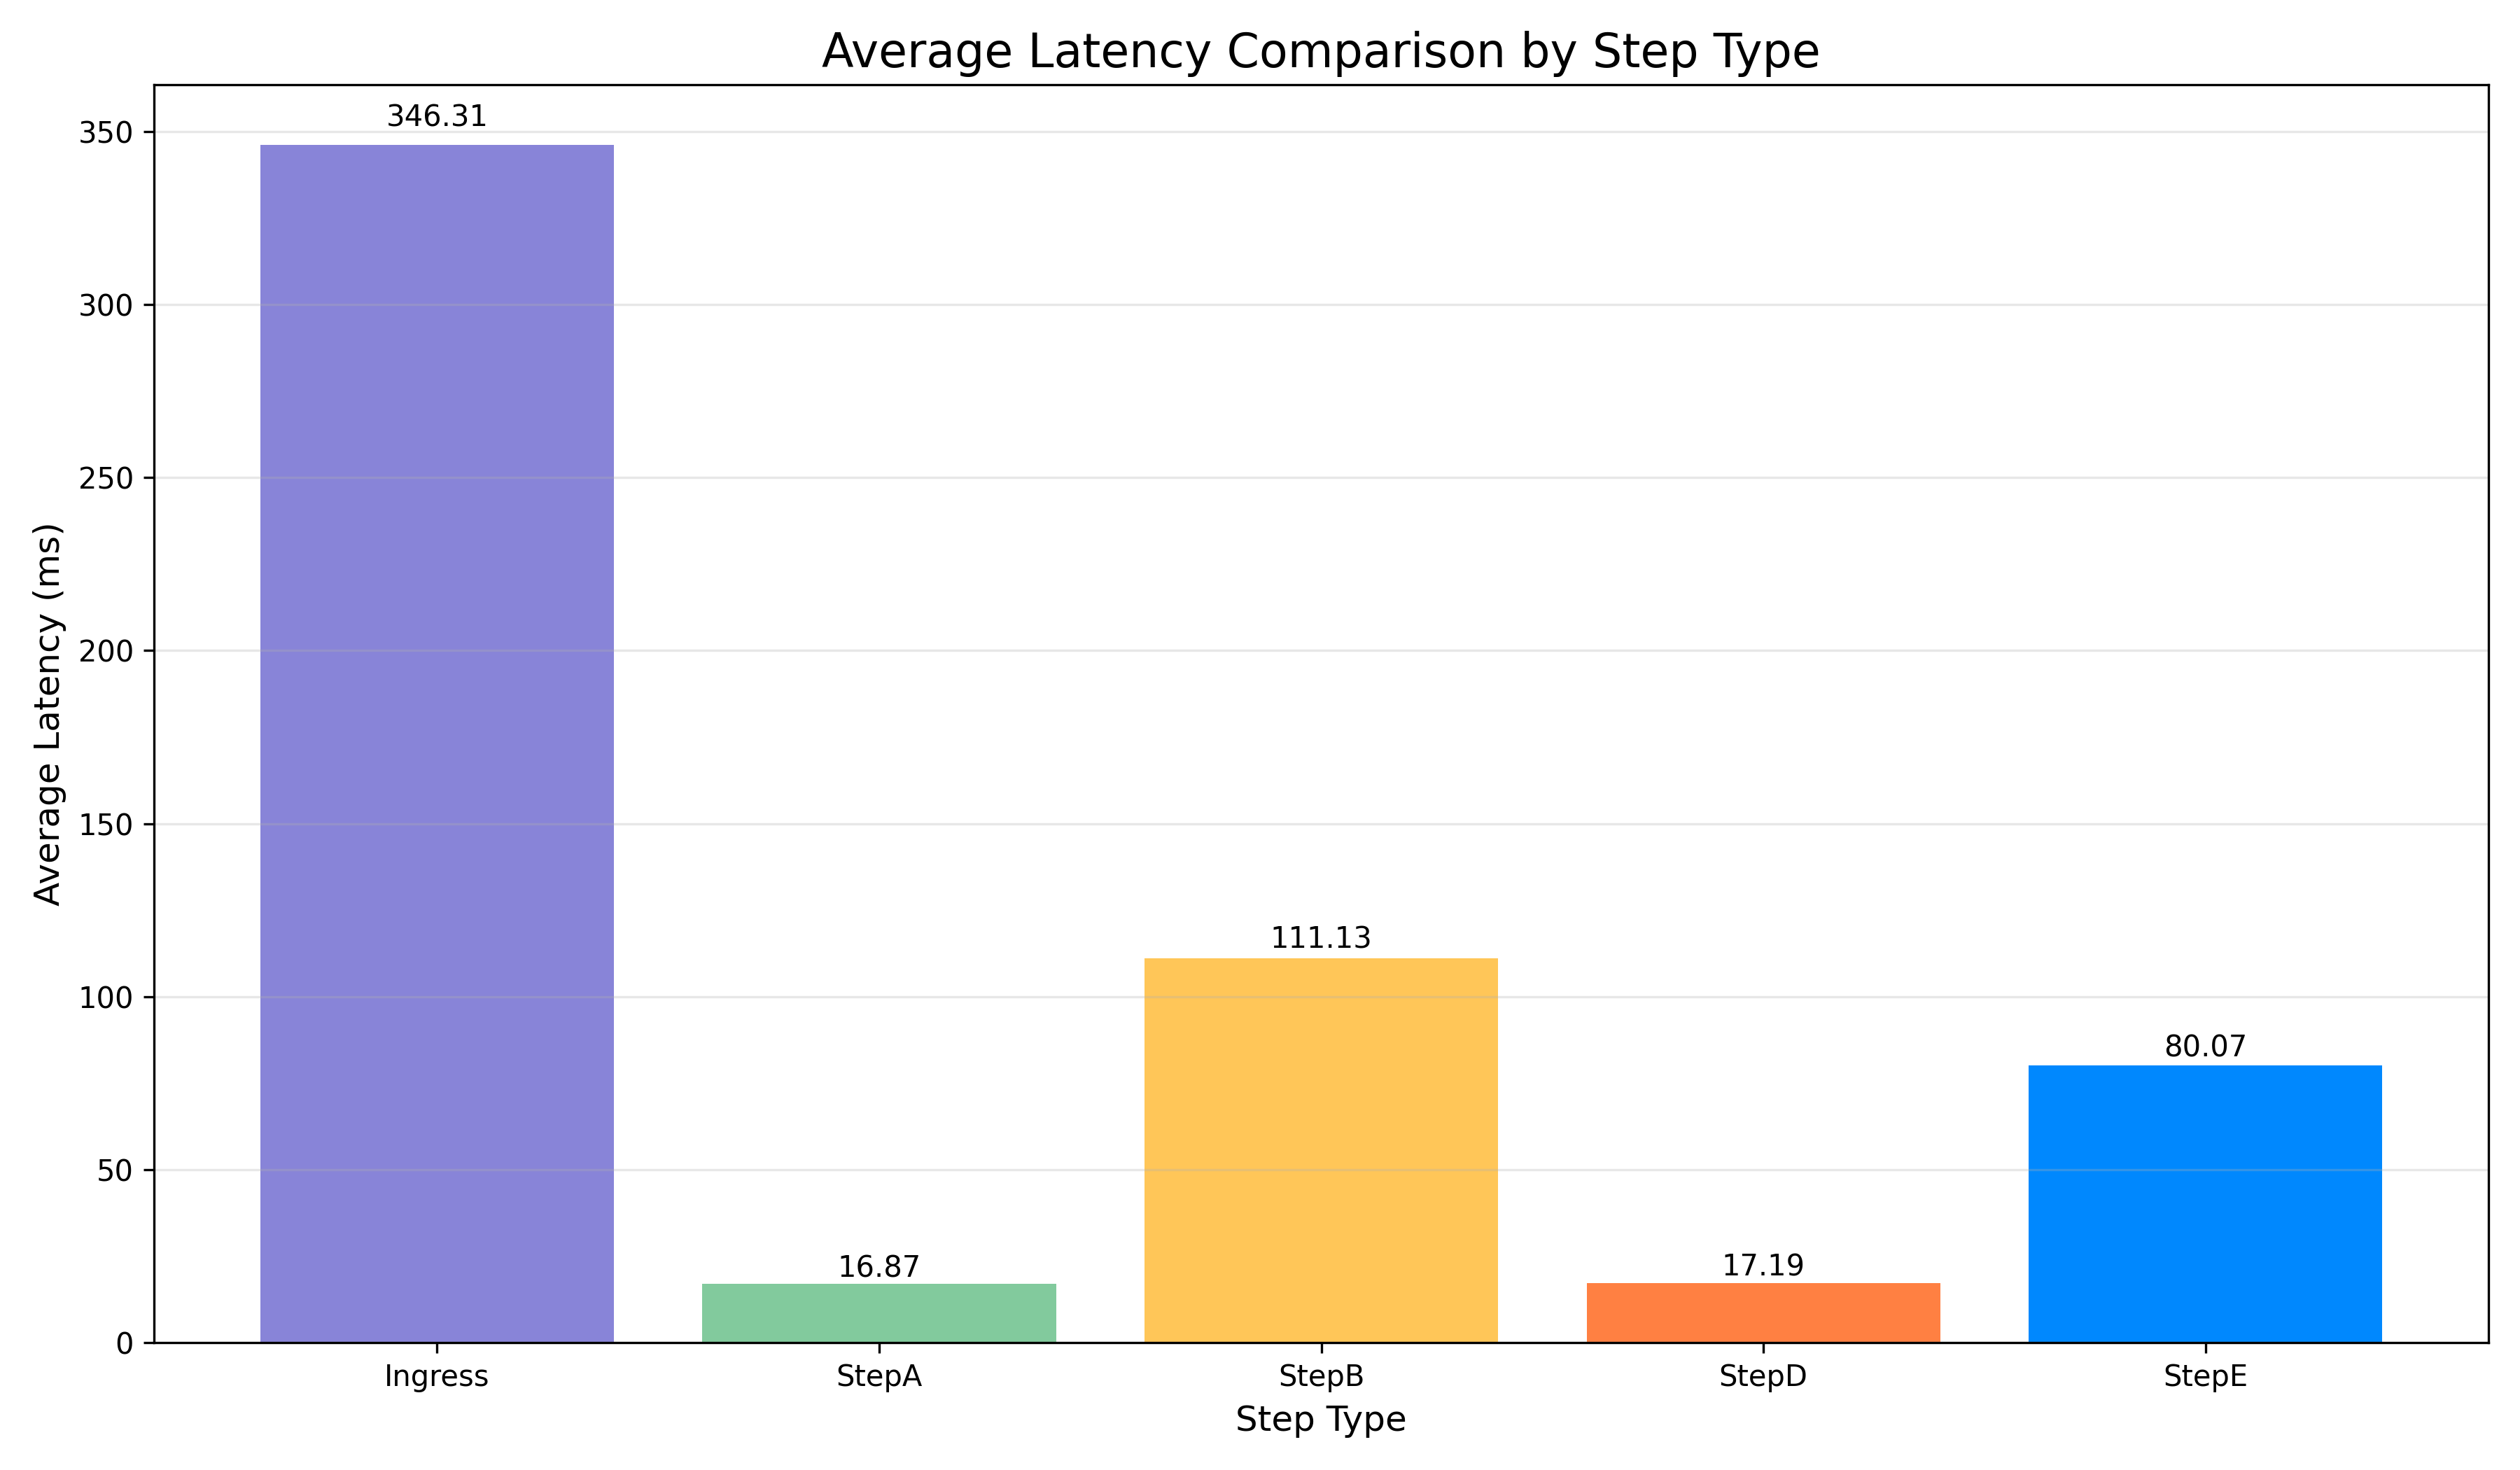 Average Latency Comparison by Step Type
Average Latency (ms)
350
300
250
200
150
100
50
0
346.31
16.87
111.13
17.19
80.07
Ingress
StepA
StepB
StepD
StepE
Step Type